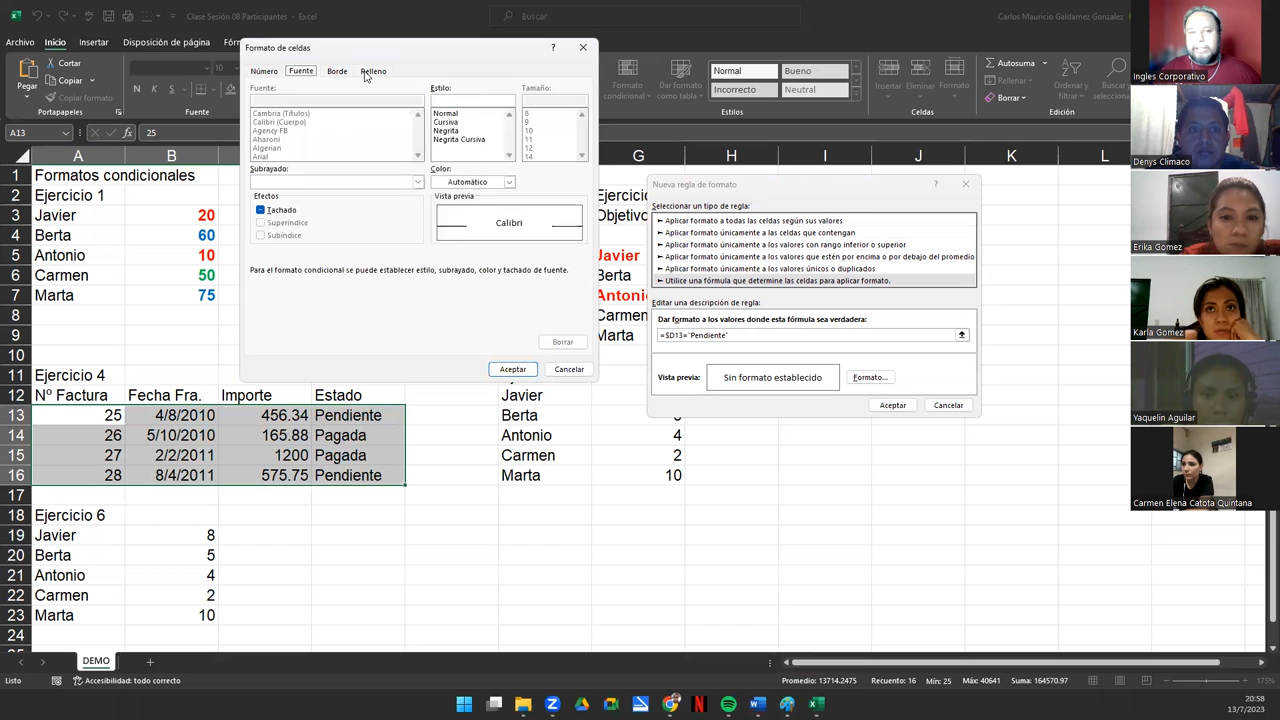 Clase Sesión 08 Participantes - Excel
Buscar
Carlos Mauricio Galdamez Gonzalez
Archivo
Inicio
Insertar
Disposición de página
Cortar
Copiar
Copiar formato
Pegar
Portapapeles
N
K
S
Formato condicional
Dar formato como tabla
Normal
Bueno
Incorrecto
Neutral
Estilos
Insertar
Eliminar
Formato
Celdas
Autosuma
Rellenar
Borrar
Ordenar y filtrar
Buscar y
A13
25
A B G H I J K L
1 Formatos condicionales
2 Ejercicio 1
3 Javier 20
4 Berta 60
5 Antonio 10
6 Carmen 50
7 Marta 75
8
9
10
11 Ejercicio 4
12 Nº Factura Fecha Fra. Importe Estado
13 25 4/8/2010 456.34 Pendiente
14 26 5/10/2010 165.88 Pagada
15 27 2/2/2011 1200 Pagada
16 28 8/4/2011 575.75 Pendiente
17
18 Ejercicio 6
19 Javier 8
20 Berta 5
21 Antonio 4
22 Carmen 2
23 Marta 10
24
Objetivo
Javier
Berta
Antonio
Carmen
Marta
Javier
Berta
Antonio 4
Carmen 2
Marta 10
Formato de celdas
?
Número
Fuente
Borde
Relleno
Fuente:
Estilo:
Tamaño:
Cambria (Títulos)
Calibri (Cuerpo)
Agency FB
Aharoni
Algerian
Arial
Normal
Cursiva
Negrita
Negrita Cursiva
8
9
10
11
12
14
Subrayado:
Color:
Automático
Efectos
Tachado
Superíndice
Subíndice
Vista previa
Calibri
Para el formato condicional se puede establecer estilo, subrayado, color y tachado de fuente.
Borrar
Aceptar
Cancelar
Nueva regla de formato
?
Seleccionar un tipo de regla:
► Aplicar formato a todas las celdas según sus valores
► Aplicar formato únicamente a las celdas que contengan
► Aplicar formato únicamente a los valores con rango inferior o superior
► Aplicar formato únicamente a los valores que estén por encima o por debajo del promedio
► Aplicar formato únicamente a los valores únicos o duplicados
► Utilice una fórmula que determine las celdas para aplicar formato.
Editar una descripción de regla:
Dar formato a los valores donde esta fórmula sea verdadera:
=$D13="Pendiente"
Vista previa:
Sin formato establecido
Formato...
Aceptar
Cancelar
Ingles Corporativo
Denys Climaco
Erika Gomez
Karla Gomez
Yaquelin Aguilar
Carmen Elena Catota Quintana
DEMO
Listo
Accesibilidad: todo correcto
Promedio: 13714.2475
Recuento: 16
Mín: 25
Máx: 40641
Suma: 164570.97
175%
20:58
13/7/2023